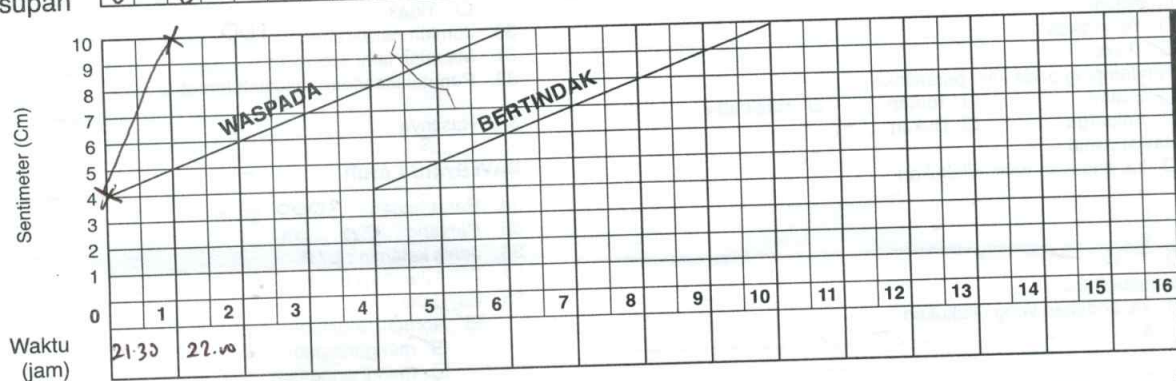 supan
10
9
8
7
6
5
4
3
2
1
Sentimeter (Cm)
WASPADA
BERTINDAK
0 1 2 3 4 5 6 7 8 9 10 11 12 13 14 15 16
Waktu
(jam)
21.30 22.00